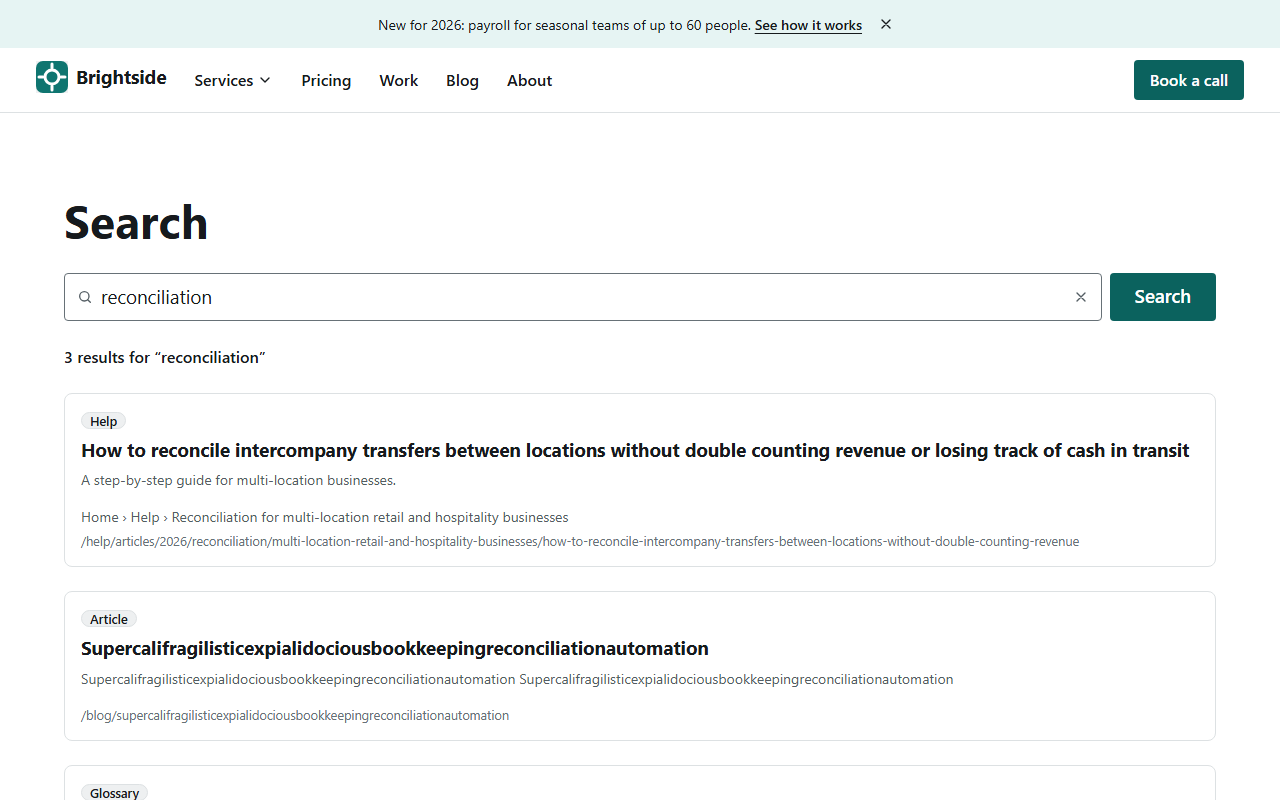 New for 2026: payroll for seasonal teams of up to 60 people. See how it works
Brightside
Services
Pricing
Work
Blog
About
Book a call
Search
reconciliation
Search
3 results for “reconciliation”
Help
How to reconcile intercompany transfers between locations without double counting revenue or losing track of cash in transit
A step-by-step guide for multi-location businesses.
Home › Help › Reconciliation for multi-location retail and hospitality businesses
/help/articles/2026/reconciliation/multi-location-retail-and-hospitality-businesses/how-to-reconcile-intercompany-transfers-between-locations-without-double-counting-revenue
Article
Supercalifragilisticexpialidociousbookkeepingreconciliationautomation
Supercalifragilisticexpialidociousbookkeepingreconciliationautomation Supercalifragilisticexpialidociousbookkeepingreconciliationautomation
/blog/supercalifragilisticexpialidociousbookkeepingreconciliationautomation
Glossary